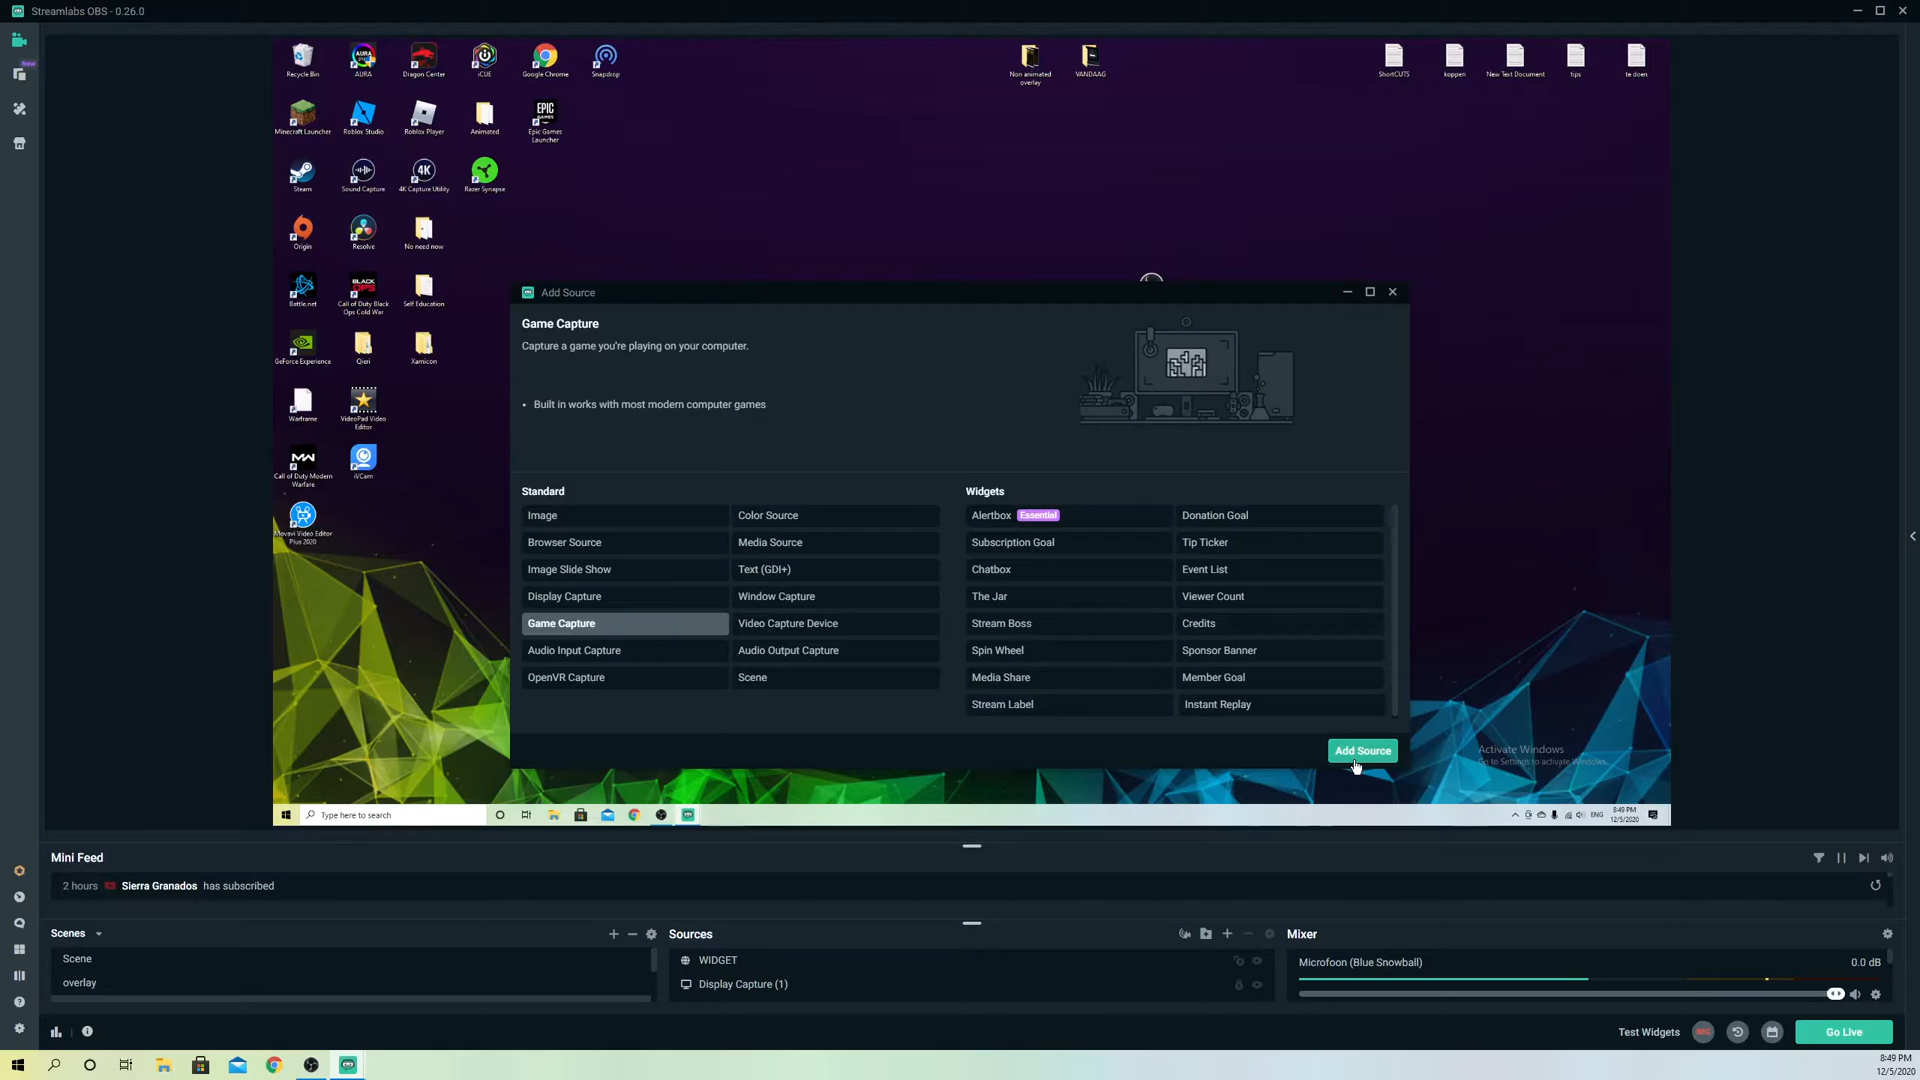 Streamlabs OBS - 0.26.0
New
Recycle Bin
AURA
Dragon Center
iCUE
Google Chrome
Snapdrop
Non animated
overlay
VANDAAG
ShortCUTS
koppen
New Text Document
tips
te doen
Minecraft Launcher
Roblox Studio
Roblox Player
Animated
EPIC
GAMES
Epic Games
Launcher
Steam
Sound Capture
4K
4K Capture Utility
Razer Synapse
Origin
Resolve
No need now
Battle.net
BLACK
OPS
Call of Duty Black
Ops Cold War
Self Education
GeForce Experience
Qieri
Xamicon
Warframe
VideoPad Video
Editor
MW
Call of Duty Modern
Warfare
iVCam
Movavi Video Editor
Plus 2020
Add Source
Game Capture
Capture a game you're playing on your computer.
• Built in works with most modern computer games
Standard
Image
Color Source
Browser Source
Media Source
Image Slide Show
Text (GDI+)
Display Capture
Window Capture
Game Capture
Video Capture Device
Audio Input Capture
Audio Output Capture
OpenVR Capture
Scene
Widgets
Alertbox Essential
Donation Goal
Subscription Goal
Tip Ticker
Chatbox
Event List
The Jar
Viewer Count
Stream Boss
Credits
Spin Wheel
Sponsor Banner
Media Share
Member Goal
Stream Label
Instant Replay
Add Source
Activate Windows
Go to Settings to activate Windows.
Type here to search
ENG
8:49 PM
12/5/2020
Mini Feed
2 hours Sierra Granados has subscribed
Scenes
Scene
overlay
Sources
WIDGET
Display Capture (1)
Mixer
Microfoon (Blue Snowball)
0.0 dB
Test Widgets
REC
Go Live
8:49 PM
12/5/2020